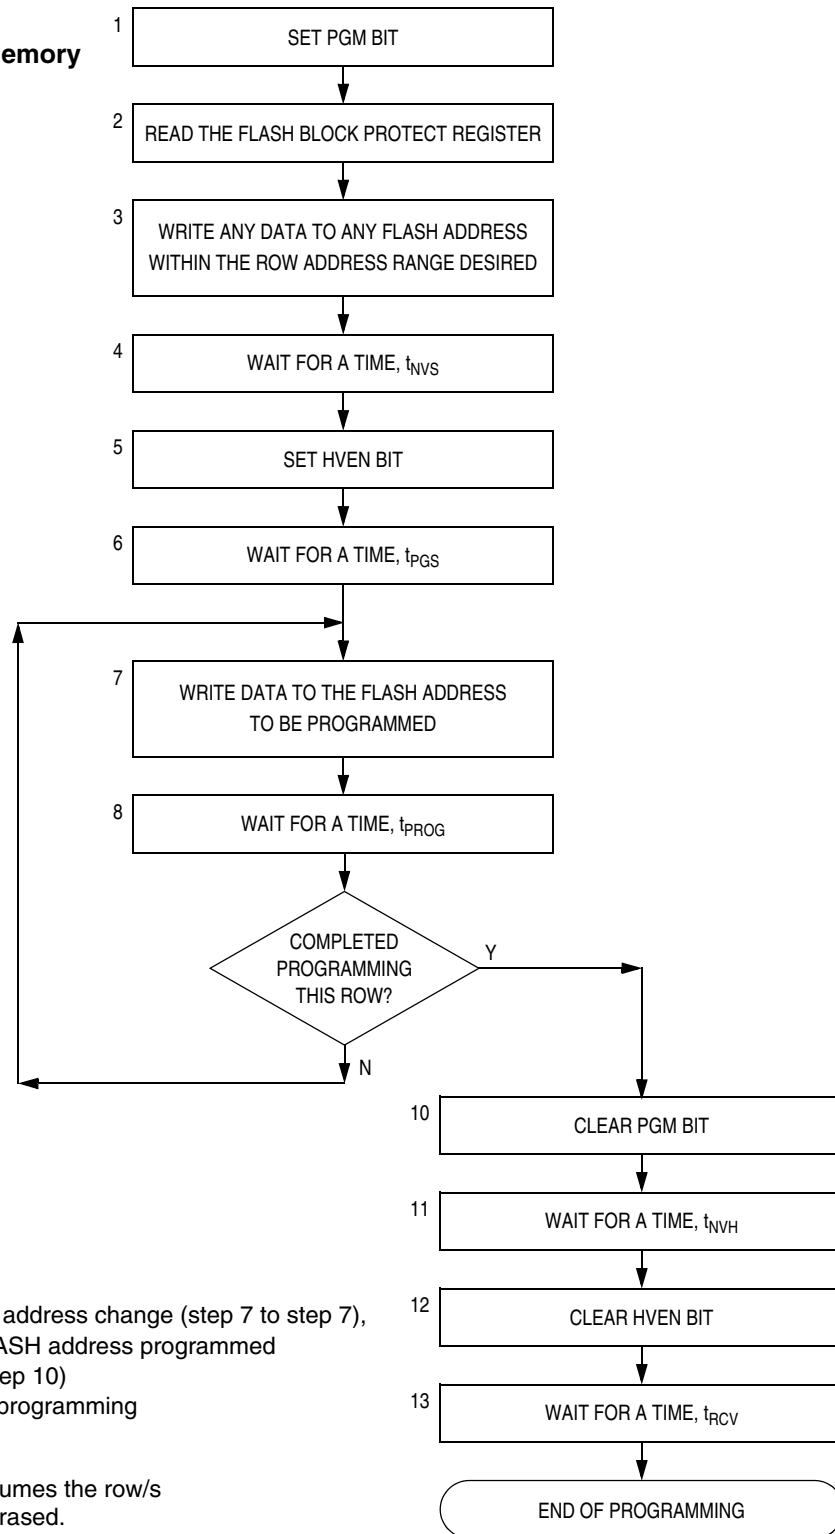 1
SET PGM BIT
emory
2
READ THE FLASH BLOCK PROTECT REGISTER
3
WRITE ANY DATA TO ANY FLASH ADDRESS
WITHIN THE ROW ADDRESS RANGE DESIRED
4
WAIT FOR A TIME, tNVS
5
SET HVEN BIT
6
WAIT FOR A TIME, tPGS
7
WRITE DATA TO THE FLASH ADDRESS
TO BE PROGRAMMED
8
WAIT FOR A TIME, tPROG
COMPLETED
PROGRAMMING
THIS ROW?
Y
N
10
CLEAR PGM BIT
11
WAIT FOR A TIME, tNVH
12
CLEAR HVEN BIT
13
WAIT FOR A TIME, tRCV
END OF PROGRAMMING
address change (step 7 to step 7),
ASH address programmed
ep 10)
programming
umes the row/s
rased.